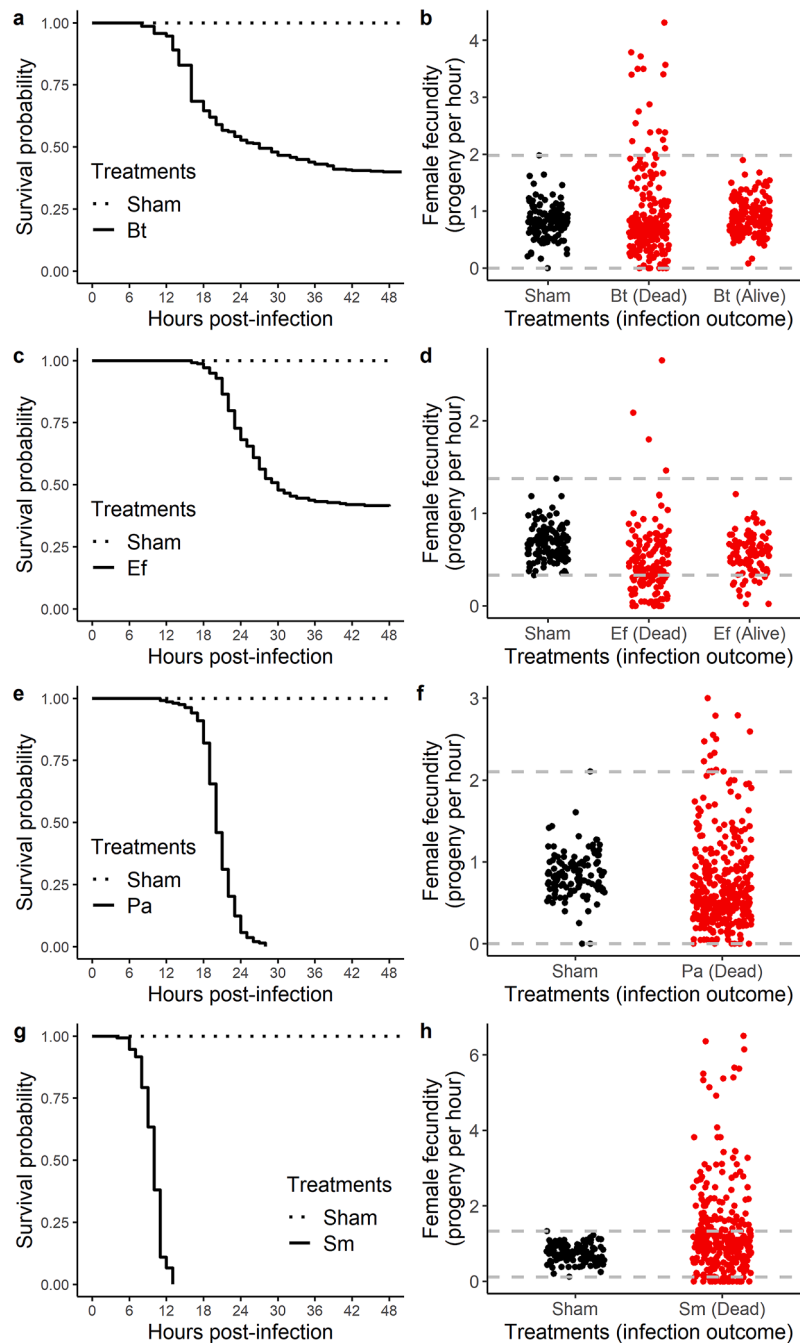 a
Survival probability
1.00
0.75
0.50
0.25
0.00
Treatments
Sham
Bt
0 6 12 18 24 30 36 42 48
Hours post-infection
b
Female fecundity
(progeny per hour)
4
3
2
1
0
Sham Bt (Dead) Bt (Alive)
Treatments (infection outcome)
c
Survival probability
1.00
0.75
0.50
0.25
0.00
Treatments
Sham
Ef
0 6 12 18 24 30 36 42 48
Hours post-infection
d
Female fecundity
(progeny per hour)
2
1
0
Sham Ef (Dead) Ef (Alive)
Treatments (infection outcome)
e
Survival probability
1.00
0.75
0.50
0.25
0.00
Treatments
Sham
Pa
0 6 12 18 24 30 36 42 48
Hours post-infection
f
Female fecundity
(progeny per hour)
3
2
1
0
Sham Pa (Dead)
Treatments (infection outcome)
g
Survival probability
1.00
0.75
0.50
0.25
0.00
Treatments
Sham
Sm
0 6 12 18 24 30 36 42 48
Hours post-infection
h
Female fecundity
(progeny per hour)
6
4
2
0
Sham Sm (Dead)
Treatments (infection outcome)